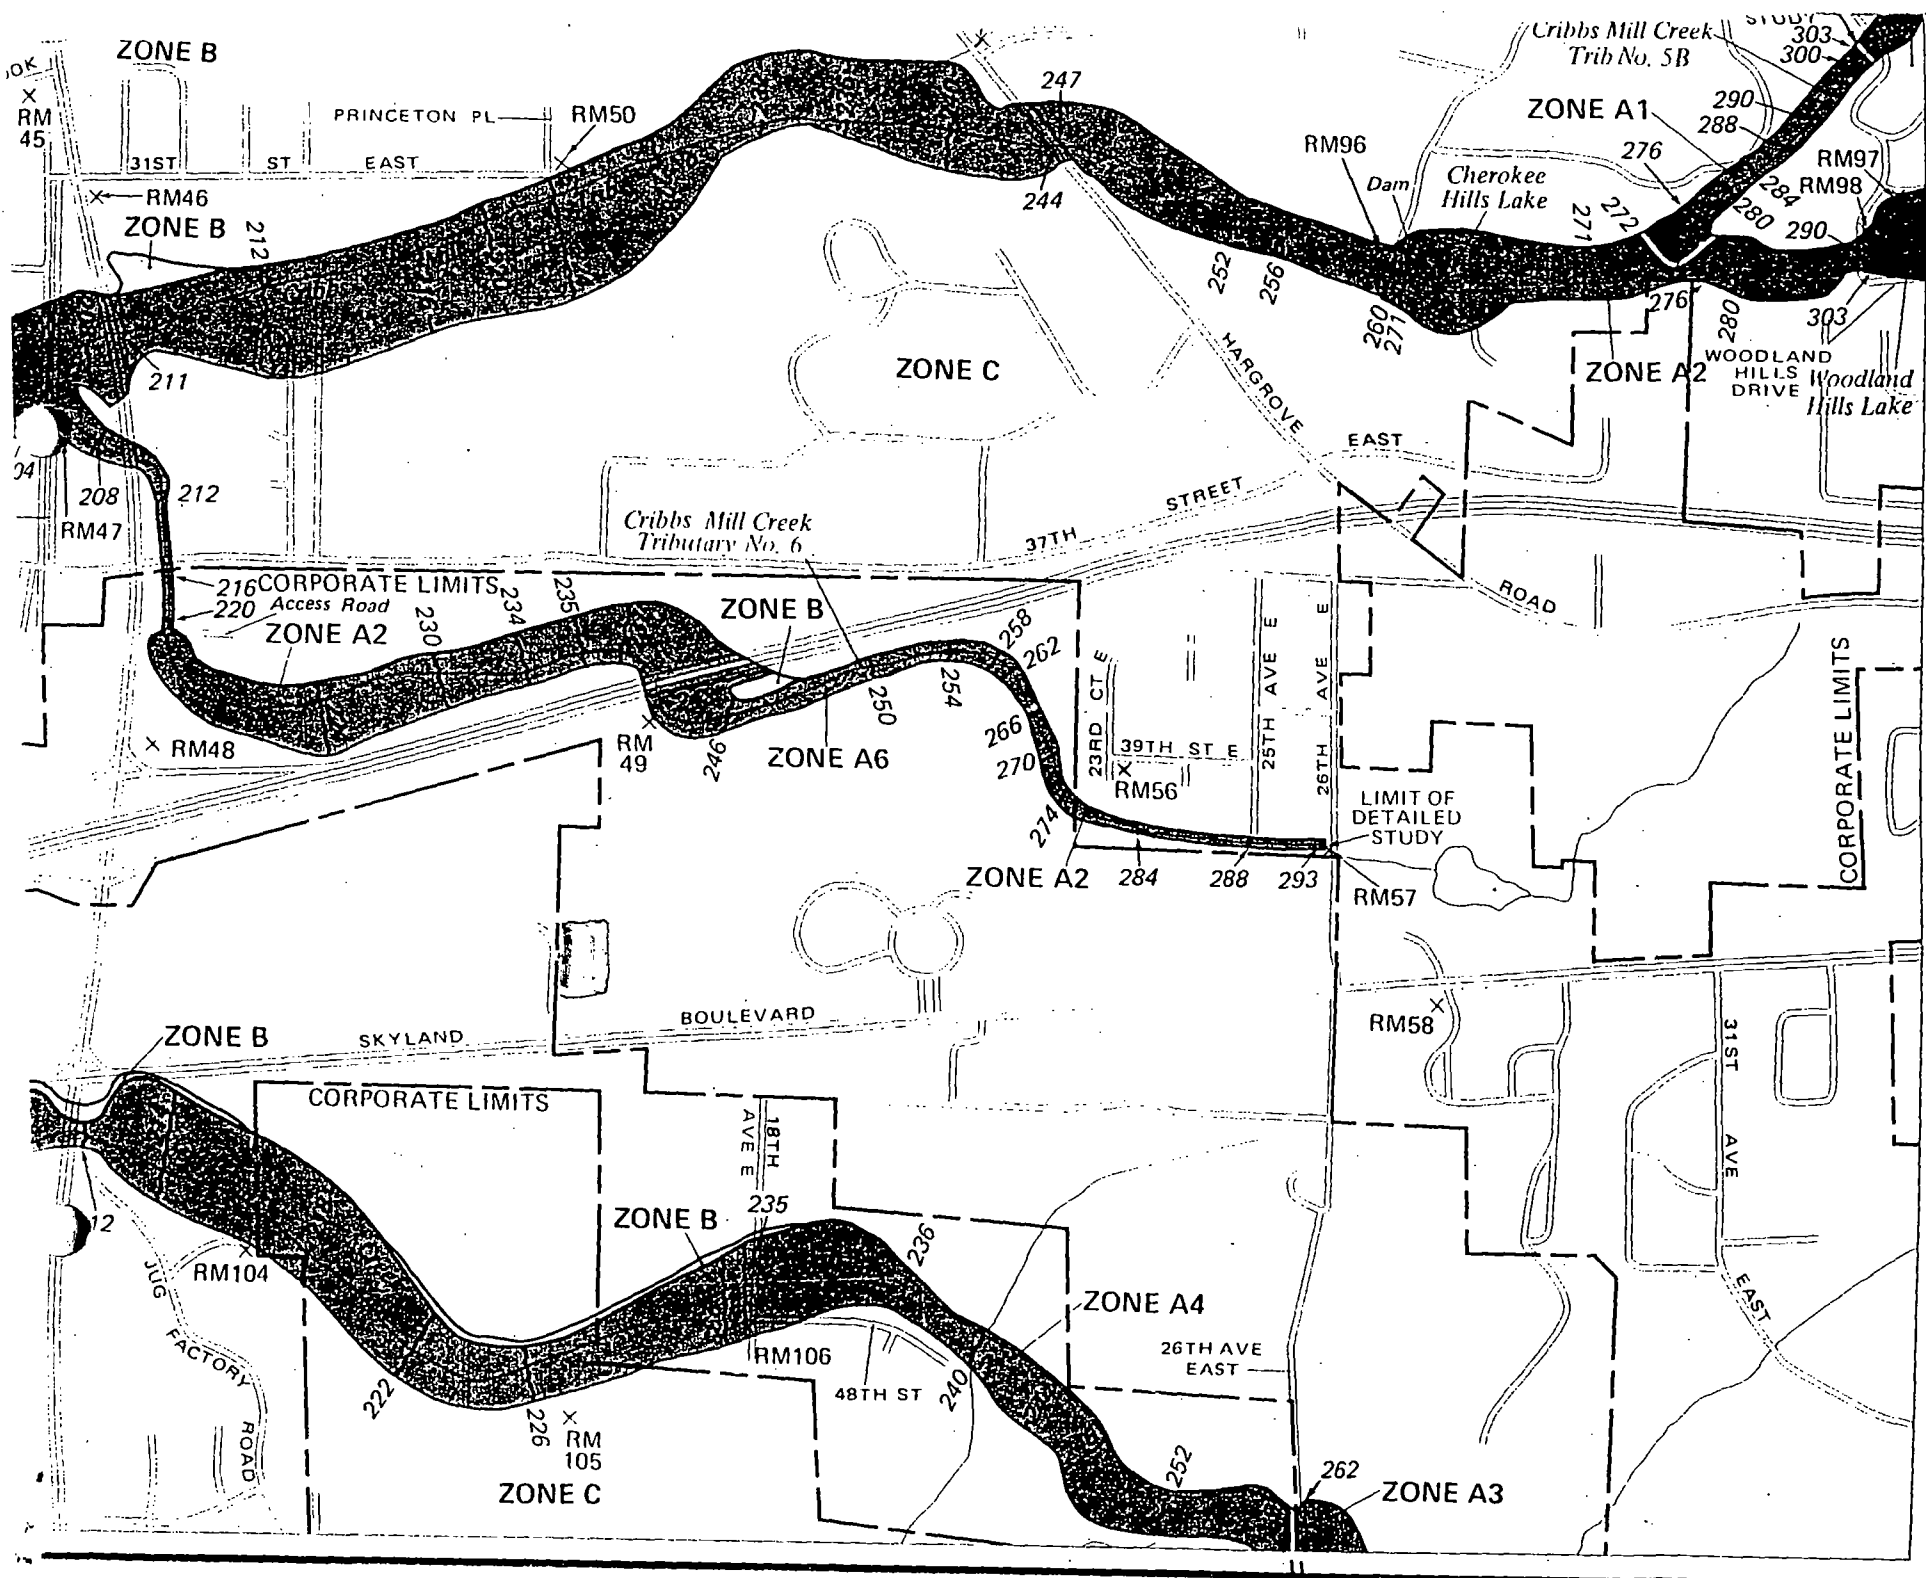 STUDY
Cribbs Mill Creek
Trib No. 5B
303
300
ZONE B
OK
RM
45
PRINCETON PL
RM50
31ST ST EAST
RM46
ZONE B
212
247
244
RM96
Dam
Cherokee
Hills Lake
ZONE A1
290
288
276
RM97
RM98
284
280
290
271
272
252
256
260
271
276
280
303
ZONE A2
WOODLAND
HILLS
DRIVE
Woodland
Hills Lake
211
ZONE C
HARGROVE
EAST
04
208
212
RM47
Cribbs Mill Creek
Tributary No. 6
37TH STREET
ROAD
216
220
CORPORATE LIMITS
Access Road
ZONE A2
230
234
235
ZONE B
258
262
250
254
266
270
274
246
ZONE A6
RM48
RM
49
23RD CT E
39TH ST E
RM56
25TH AVE E
26TH AVE E
LIMIT OF
DETAILED
STUDY
CORPORATE LIMITS
ZONE A2
284
288
293
RM57
SKYLAND BOULEVARD
ZONE B
RM58
31ST AVE EAST
CORPORATE LIMITS
18TH
AVE E
12
RM104
JUG FACTORY ROAD
ZONE B
235
236
ZONE A4
222
226
RM
105
RM106
48TH ST
240
26TH AVE
EAST
252
262
ZONE A3
ZONE C